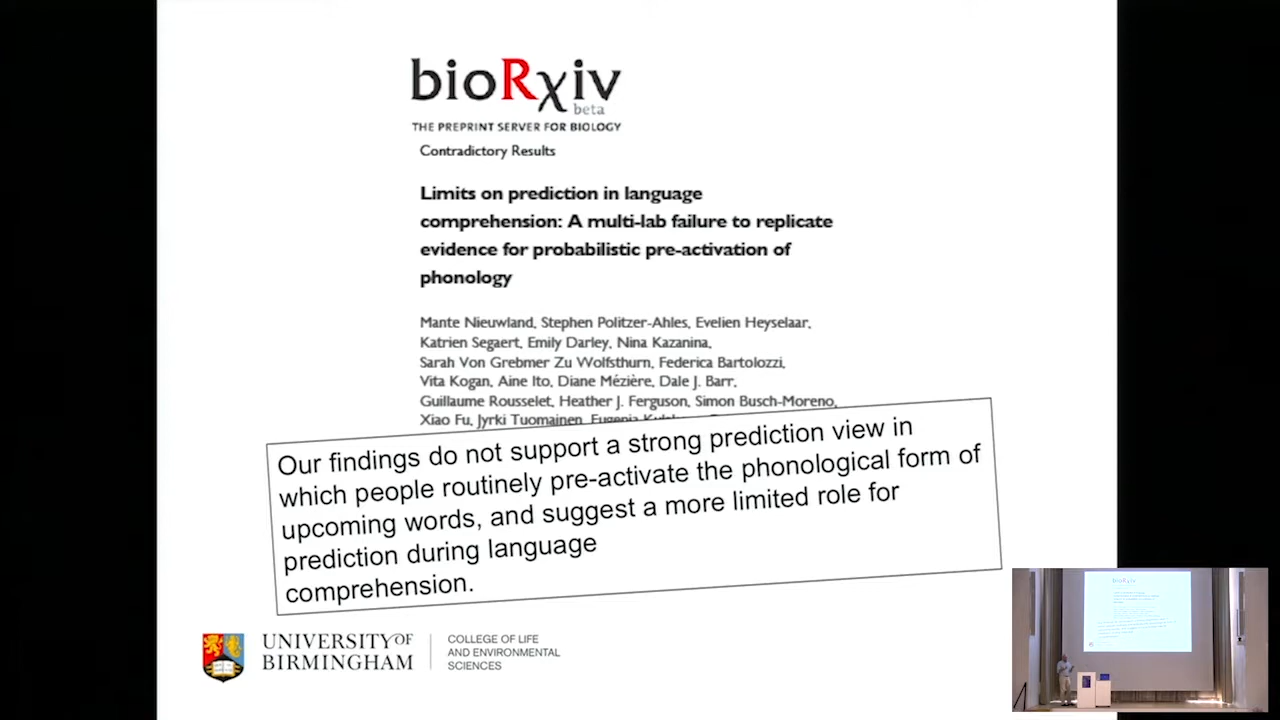 bioRχiv
beta
THE PREPRINT SERVER FOR BIOLOGY
Contradictory Results
Limits on prediction in language
comprehension: A multi-lab failure to replicate
evidence for probabilistic pre-activation of
phonology
Mante Nieuwland, Stephen Politzer-Ahles, Evelien Heyselaar,
Katrien Segaert, Emily Darley, Nina Kazanina,
Sarah Von Grebmer Zu Wolfsthurn, Federica Bartolozzi,
Vita Kogan, Aine Ito, Diane Mézière, Dale J. Barr,
Guillaume Rousselet, Heather J. Ferguson, Simon Busch-Moreno,
Xiao Fu, Jyrki Tuomainen, Eugenia
Our findings do not support a strong prediction view in
which people routinely pre-activate the phonological form of
upcoming words, and suggest a more limited role for
prediction during language
comprehension.
UNIVERSITY OF
BIRMINGHAM
COLLEGE OF LIFE
AND ENVIRONMENTAL
SCIENCES